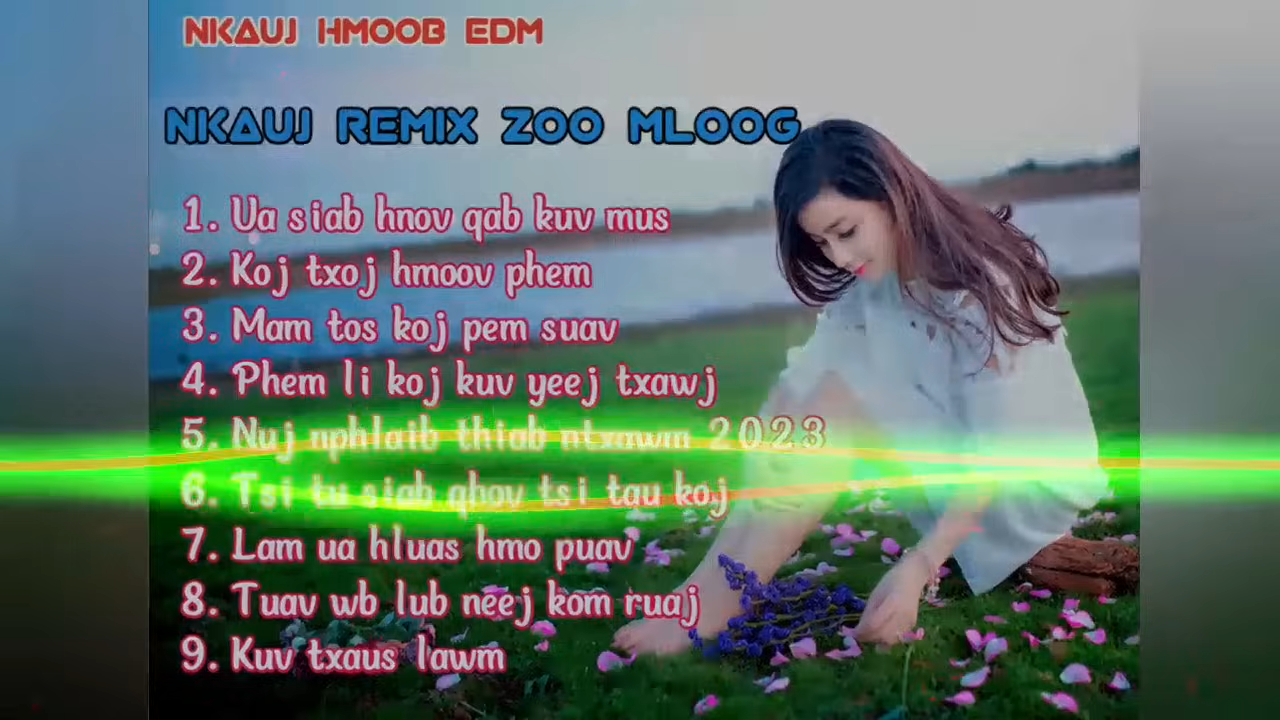 NKAUJ HMOOB EDM
NKAUJ REMIX ZOO MLOOG
1. Ua siab hnov qab kuv mus
2. Koj txoj hmoov phem
3. Mam tos koj pem suav
4. Phem li koj kuv yeej txawj
5. Nuj nphlaib thiab ntxawm 2023
6. Tsi tu siab qhov tsi tau koj
7. Lam ua hluas hmo puav
8. Tuav wb lub neej kom ruaj
9. Kuv txaus lawm